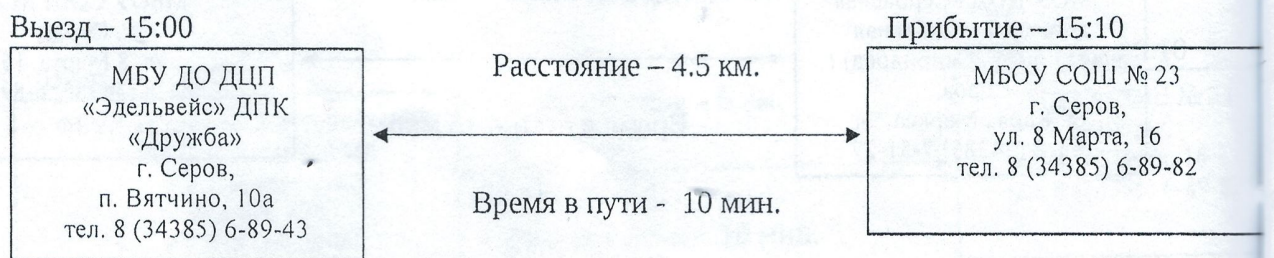 Выезд – 15:00
МБУ ДО ДЦП
«Эдельвейс» ДПК
«Дружба»
г. Серов,
п. Вятчино, 10а
тел. 8 (34385) 6-89-43
Расстояние – 4.5 км.
Время в пути - 10 мин.
Прибытие – 15:10
МБОУ СОШ № 23
г. Серов,
ул. 8 Марта, 16
тел. 8 (34385) 6-89-82